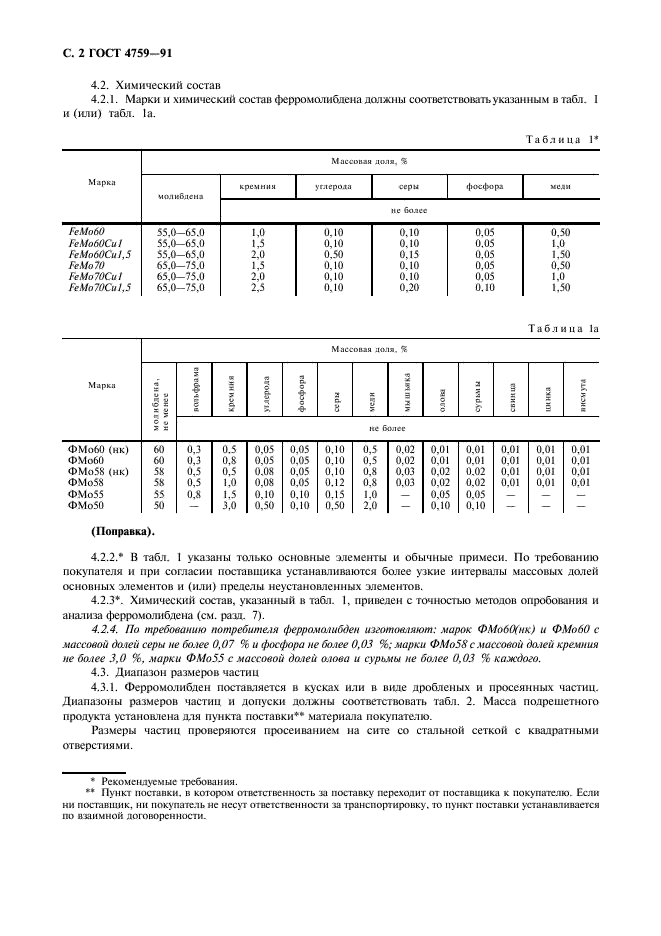 С. 2 ГОСТ 4759—91
4.2. Химический состав
4.2.1. Марки и химический состав ферромолибдена должны соответствовать указанным в табл. 1
и (или) табл. 1а.
Таблица 1*
Марка
Массовая доля, %
молибдена
кремния углерода серы фосфора меди
не более
FeMo60 55,0—65,0 1,0 0,10 0,10 0,05 0,50
FeMo60Cu1 55,0—65,0 1,5 0,10 0,10 0,05 1,0
FeMo60Cu1,5 55,0—65,0 2,0 0,50 0,15 0,05 1,50
FeMo70 65,0—75,0 1,5 0,10 0,10 0,05 0,50
FeMo70Cu1 65,0—75,0 2,0 0,10 0,10 0,05 1,0
FeMo70Cu1,5 65,0—75,0 2,5 0,10 0,20 0,10 1,50
Таблица 1а
Марка
Массовая доля, %
молибдена, не менее
вольфрама кремния углерода фосфора серы меди мышьяка олова сурьмы свинца цинка висмута
не более
ФМо60 (нк) 60 0,3 0,5 0,05 0,05 0,10 0,5 0,02 0,01 0,01 0,01 0,01 0,01
ФМо60 60 0,3 0,8 0,05 0,05 0,10 0,5 0,02 0,01 0,01 0,01 0,01 0,01
ФМо58 (нк) 58 0,5 0,5 0,08 0,05 0,10 0,8 0,03 0,02 0,02 0,01 0,01 0,01
ФМо58 58 0,5 1,0 0,08 0,05 0,12 0,8 0,03 0,02 0,02 0,01 0,01 0,01
ФМо55 55 0,8 1,5 0,10 0,10 0,15 1,0 — 0,05 0,05 — — —
ФМо50 50 — 3,0 0,50 0,10 0,50 2,0 — 0,10 0,10 — — —
(Поправка).
4.2.2.* В табл. 1 указаны только основные элементы и обычные примеси. По требованию
покупателя и при согласии поставщика устанавливаются более узкие интервалы массовых долей
основных элементов и (или) пределы неустановленных элементов.
4.2.3*. Химический состав, указанный в табл. 1, приведен с точностью методов опробования и
анализа ферромолибдена (см. разд. 7).
4.2.4. По требованию потребителя ферромолибден изготовляют: марок ФМо60(нк) и ФМо60 с
массовой долей серы не более 0,07 % и фосфора не более 0,03 %; марки ФМо58 с массовой долей кремния
не более 3,0 %, марки ФМо55 с массовой долей олова и сурьмы не более 0,03 % каждого.
4.3. Диапазон размеров частиц
4.3.1. Ферромолибден поставляется в кусках или в виде дробленых и просеянных частиц.
Диапазоны размеров частиц и допуски должны соответствовать табл. 2. Масса подрешетного
продукта установлена для пункта поставки** материала покупателю.
Размеры частиц проверяются просеиванием на сите со стальной сеткой с квадратными
отверстиями.
* Рекомендуемые требования.
** Пункт поставки, в котором ответственность за поставку переходит от поставщика к покупателю. Если
ни поставщик, ни покупатель не несут ответственности за транспортировку, то пункт поставки устанавливается
по взаимной договоренности.